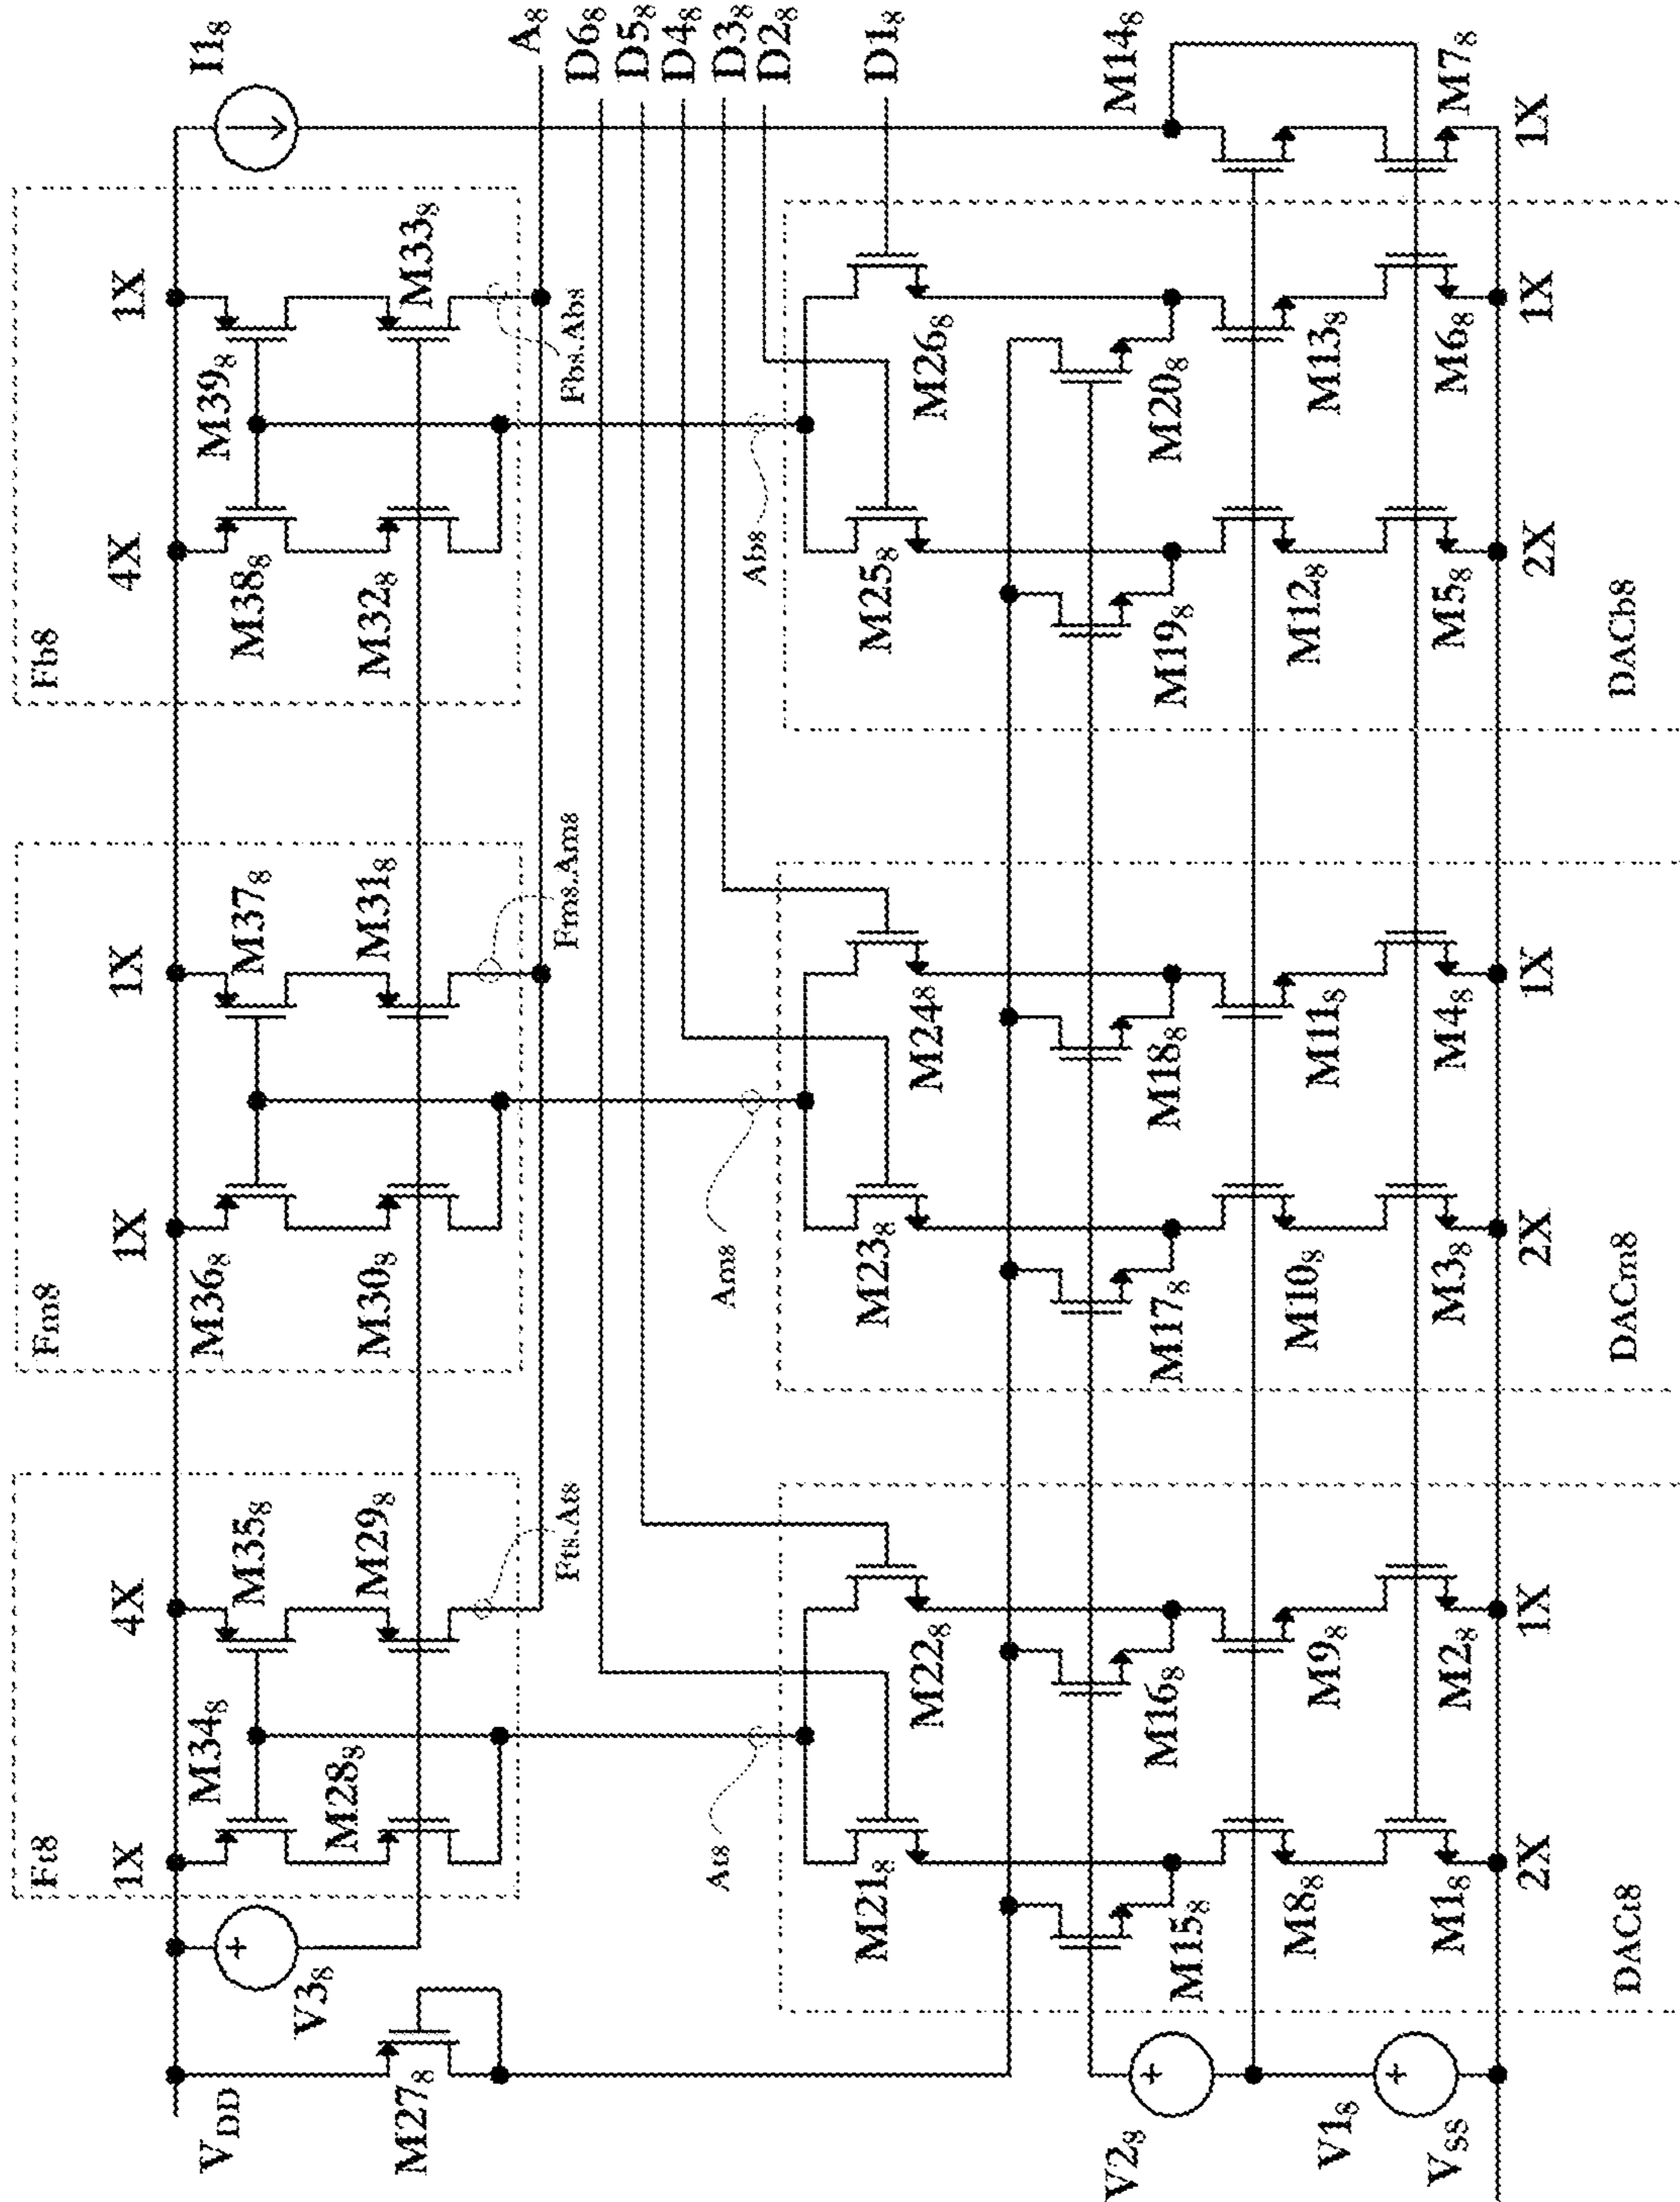 I1₈
A₈
D6₈
D5₈
D4₈
D3₈
D2₈
D1₈
M14₈
M7₈
1X
Fb8
1X
4X
M39₈
M33₈
M38₈
M32₈
Fb8.Ab8
Ab8
M26₈
M25₈
M20₈
M19₈
M13₈
M12₈
M6₈
M5₈
1X
2X
DACb8
Fm8
1X
1X
M37₈
M31₈
M36₈
M30₈
Fm8.Am8
Am8
M24₈
M23₈
M18₈
M17₈
M11₈
M10₈
M4₈
M3₈
1X
2X
DACm8
Ft8
4X
1X
M35₈
M29₈
M34₈
M28₈
Ft8.At8
At8
M22₈
M21₈
M16₈
M15₈
M9₈
M8₈
M2₈
M1₈
1X
2X
DACt8
V3₈
VDD
M27₈
V2₈
V1₈
VSS